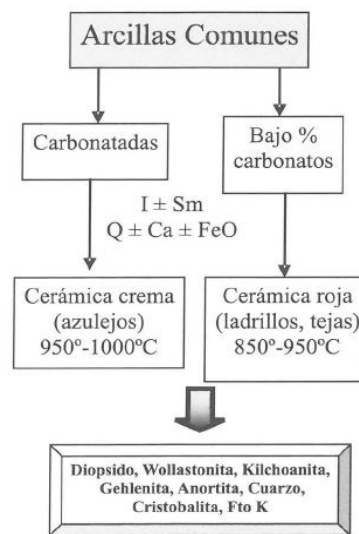 Arcillas Comunes
Carbonatadas
Bajo %
carbonatos
I ± Sm
Q ± Ca ± FeO
Cerámica crema
(azulejos)
950º-1000ºC
Cerámica roja
(ladrillos, tejas)
850º-950ºC
Diopsido, Wollastonita, Kilchoanita,
Gehlenita, Anortita, Cuarzo,
Cristobalita, Fto K